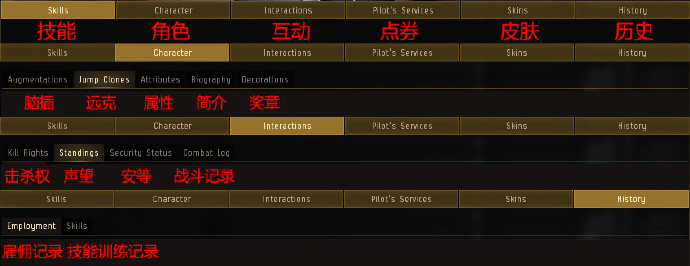 Skills Character Interactions Pilot's Services Skins History
技能 角色 互动 点券 皮肤 历史
Skills Character Interactions Pilot's Services Skins History
Augmentations Jump Clones Attributes Biography Decorations
脑插 远克 属性 简介 奖章
Skills Character Interactions Pilot's Services Skins History
Kill Rights Standings Security Status Combat Log
击杀权 声望 安等 战斗记录
Skills Character Interactions Pilot's Services Skins History
Employment Skills
雇佣记录 技能训练记录